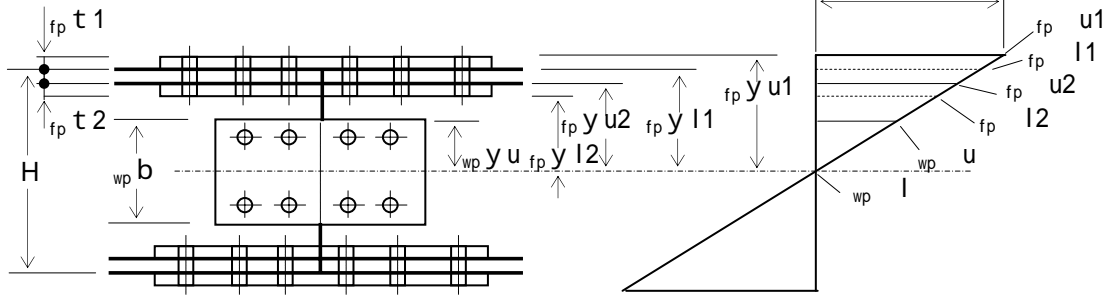 fp t 1
fp t 2
H
wp b
wp y u
fp y l2
fp y u2
fp y l1
fp y u1
fp u1
fp l1
fp u2
fp l2
wp u
wp l